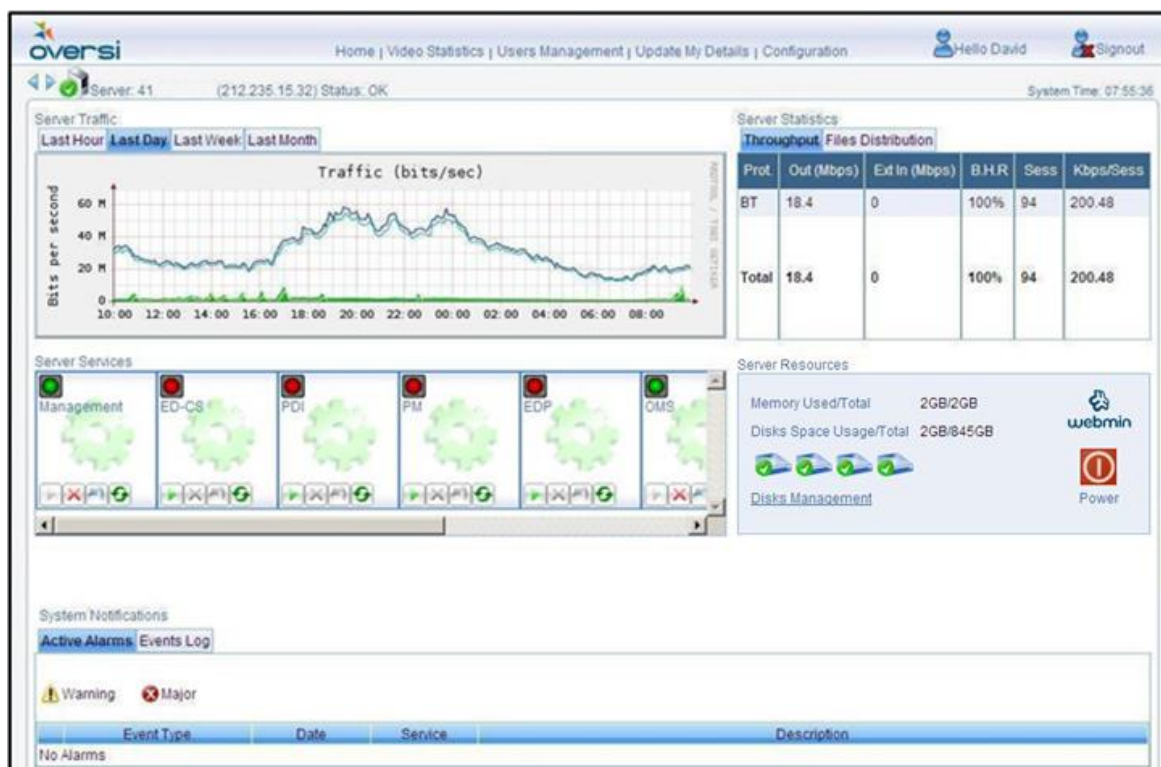 oversi
Home | Video Statistics | Users Management | Update My Details | Configuration
Hello David
Signout
Server: 41 (212.235.15.32) Status: OK
System Time: 07:55:36
Server Traffic
Last Hour Last Day Last Week Last Month
Traffic (bits/sec)
Bits per second
60 M
40 M
20 M
0
10:00 12:00 14:00 16:00 18:00 20:00 22:00 00:00 02:00 04:00 06:00 08:00
Server Statistics
Throughput Files Distribution
Prot. Out (Mbps) Ext In (Mbps) B.H.R Sess Kbps/Sess
BT 18.4 0 100% 94 200.48
Total 18.4 0 100% 94 200.48
Server Services
Management ED-CS PDI PM EDP OMS
Server Resources
Memory Used/Total 2GB/2GB
Disks Space Usage/Total 2GB/845GB
Disks Management
webmin
Power
System Notifications
Active Alarms Events Log
Warning Major
Event Type Date Service Description
No Alarms